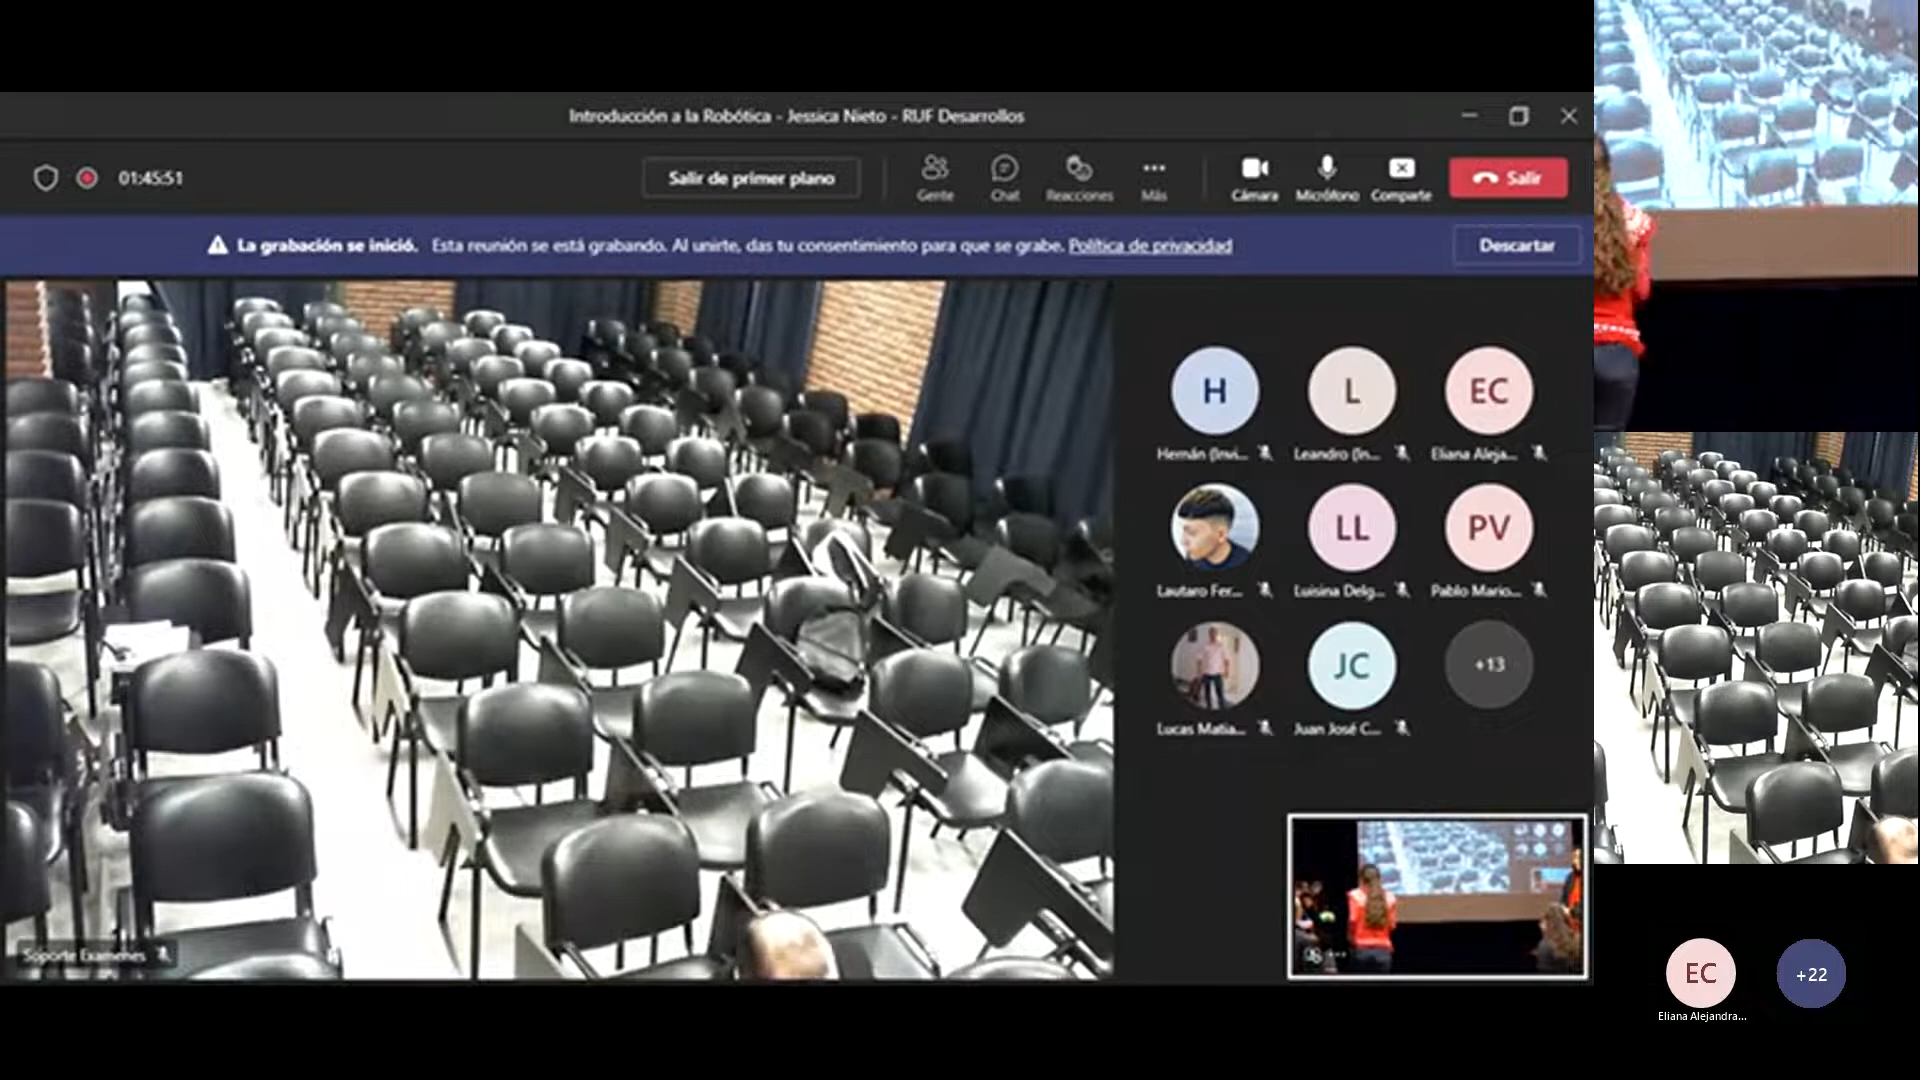 Introducción a la Robótica - Jessica Nieto - RUF Desarrollos
01:45:51
Salir de primer plano
Gente
Chat
Reacciones
Más
Cámara
Micrófono
Comparte
Salir
La grabación se inició. Esta reunión se está grabando. Al unirte, das tu consentimiento para que se grabe. Política de privacidad
Descartar
H
L
EC
Hernán (Invi...
Leandro (In...
Eliana Aleja...
LL
PV
Lautaro Fer...
Luisina Delg...
Pablo Mario...
JC
+13
Lucas Matia...
Juan José C...
Soporte Examenes
EC
+22
Eliana Alejandra...